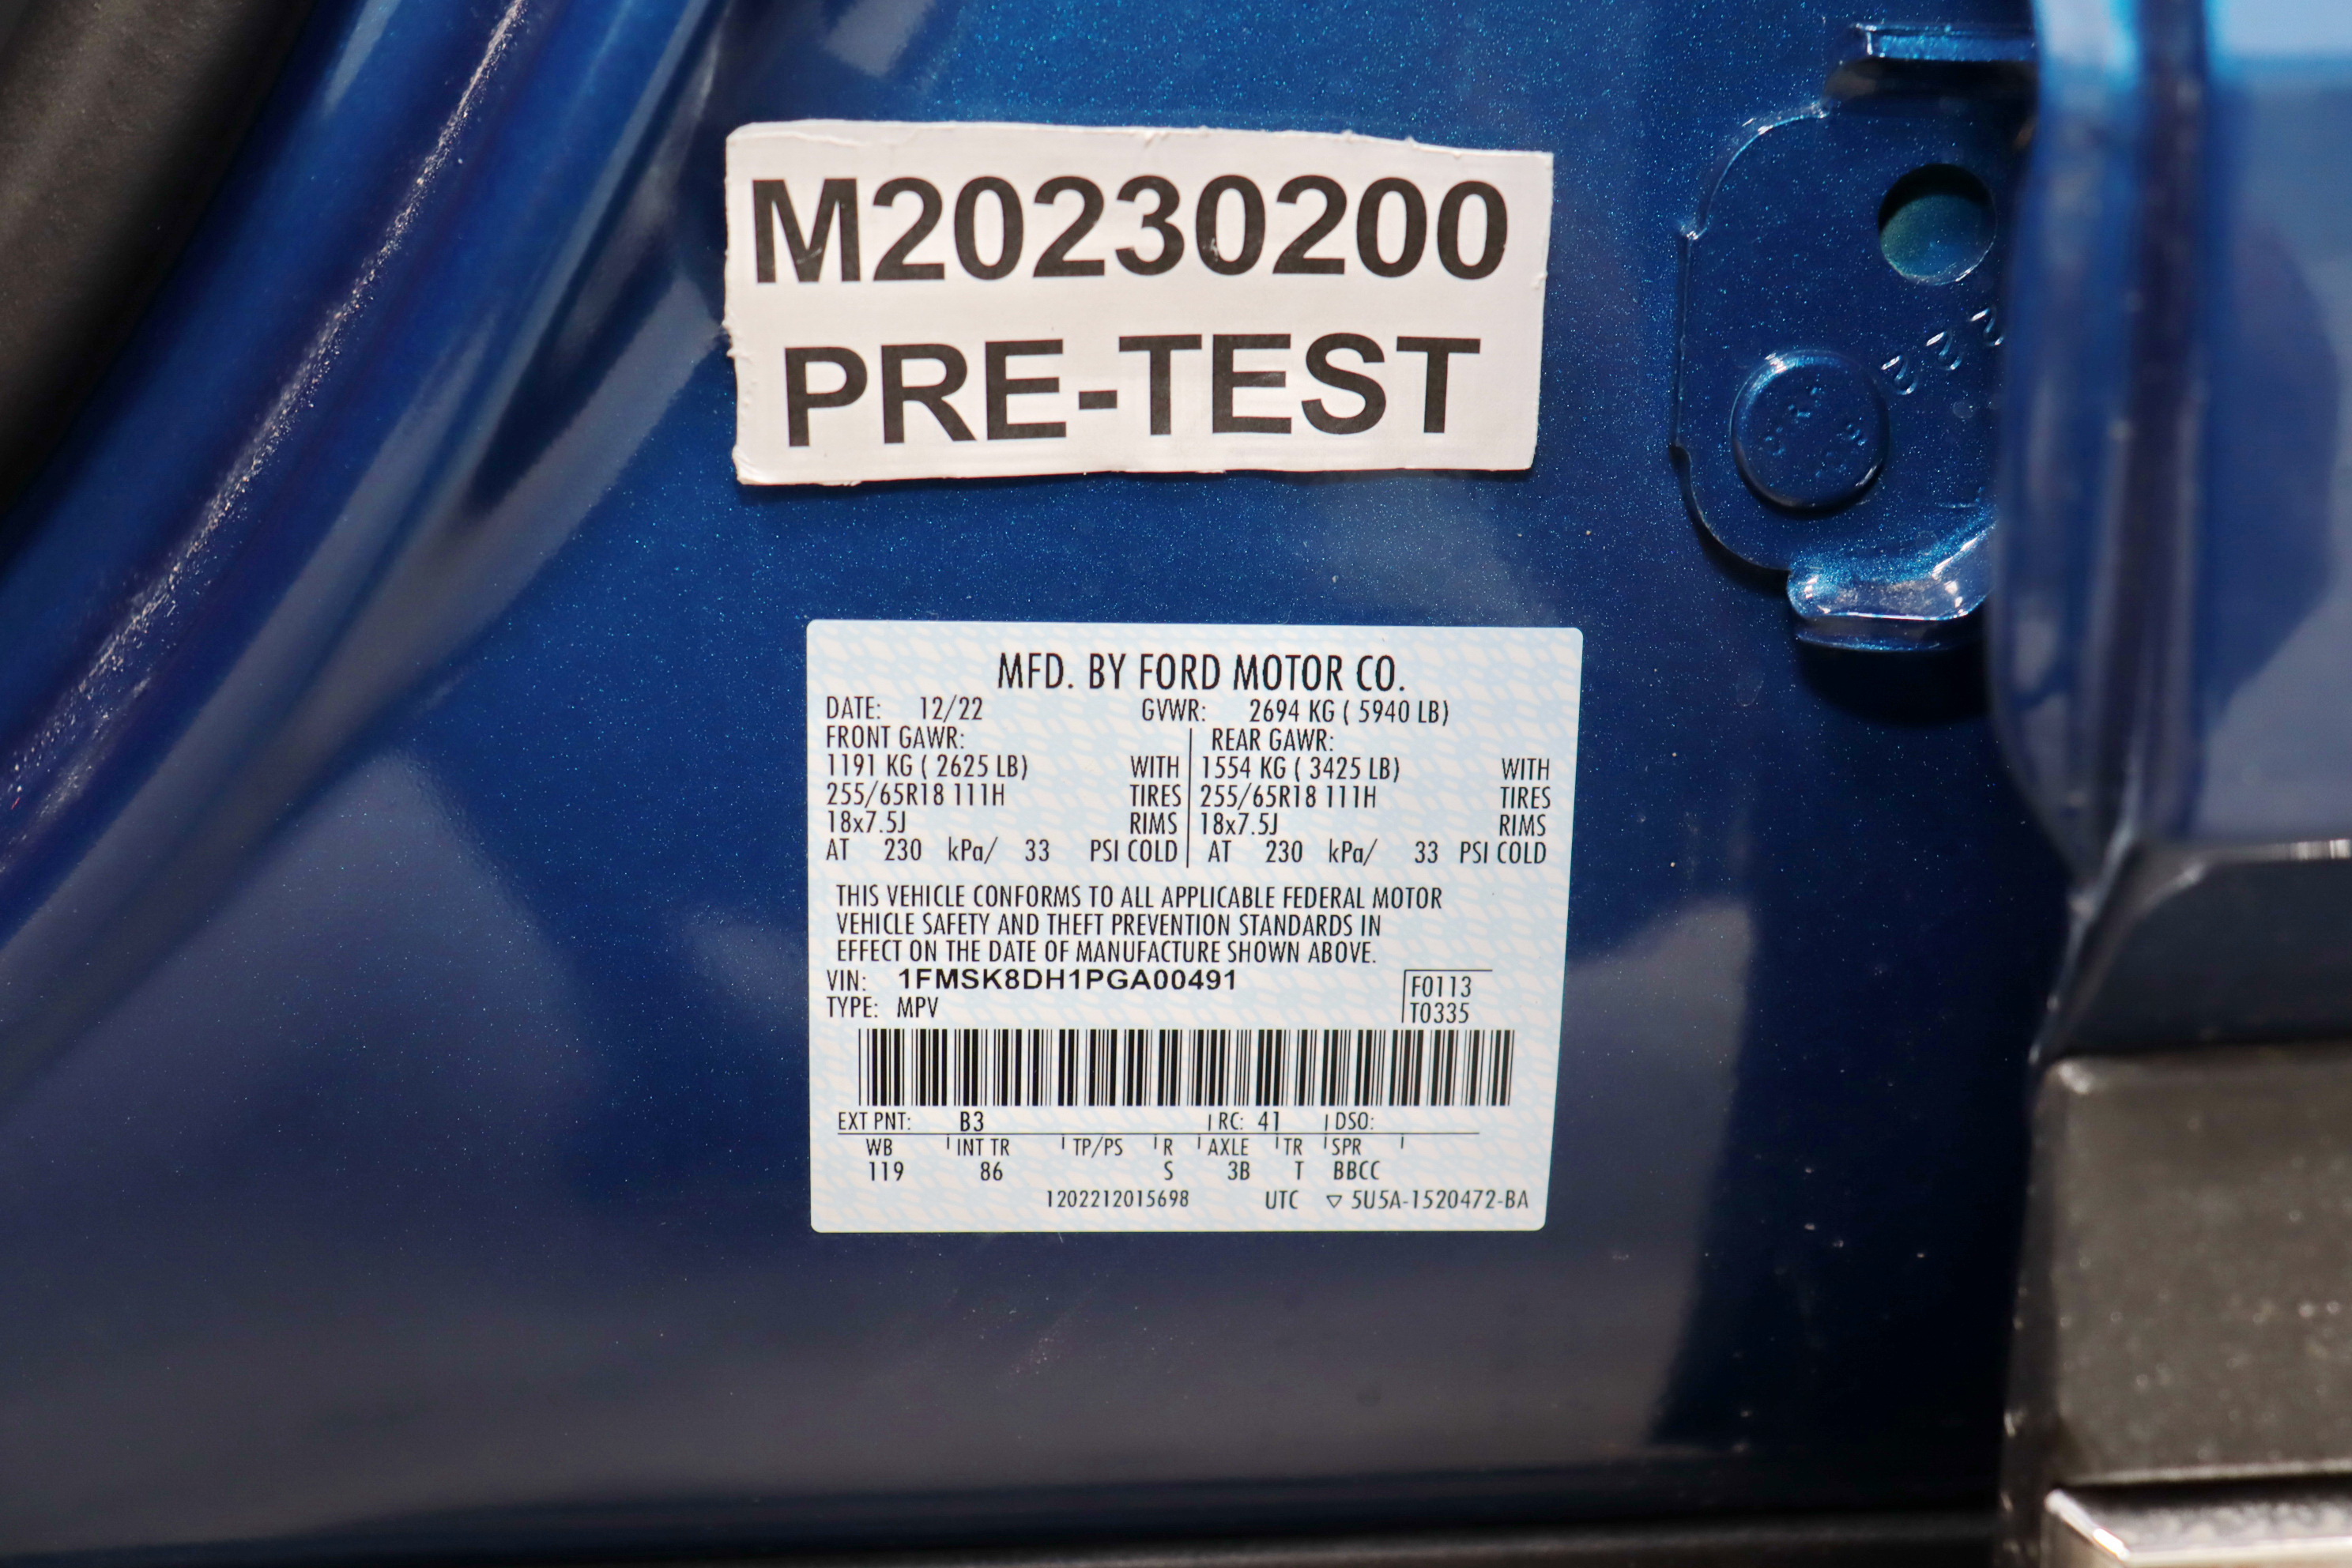 M20230200
PRE-TEST
MFD. BY FORD MOTOR CO.
DATE: 12/22 GVWR: 2694 KG ( 5940 LB)
FRONT GAWR: REAR GAWR:
1191 KG ( 2625 LB) WITH 1554 KG ( 3425 LB) WITH
255/65R18 111H TIRES 255/65R18 111H TIRES
18x7.5J RIMS 18x7.5J RIMS
AT 230 kPa/ 33 PSI COLD AT 230 kPa/ 33 PSI COLD
THIS VEHICLE CONFORMS TO ALL APPLICABLE FEDERAL MOTOR
VEHICLE SAFETY AND THEFT PREVENTION STANDARDS IN
EFFECT ON THE DATE OF MANUFACTURE SHOWN ABOVE.
VIN: 1FMSK8DH1PGA00491 F0113
TYPE: MPV T0335
EXT PNT: B3 RC: 41 DSO:
WB INT TR TP/PS R AXLE TR SPR
119 86 S 3B T BBCC
1202212015698 UTC ▽ 5U5A-1520472-BA